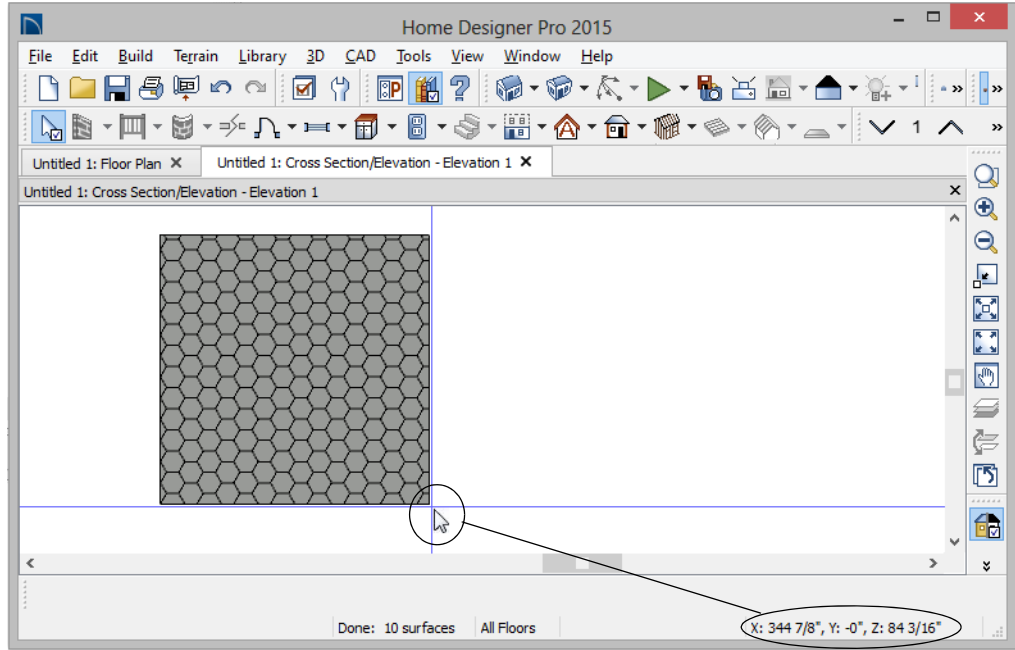 Home Designer Pro 2015
File Edit Build Terrain Library 3D CAD Tools View Window Help
P ?
1
Untitled 1: Floor Plan Untitled 1: Cross Section/Elevation - Elevation 1
Untitled 1: Cross Section/Elevation - Elevation 1
Done: 10 surfaces All Floors X: 344 7/8", Y: -0", Z: 84 3/16"